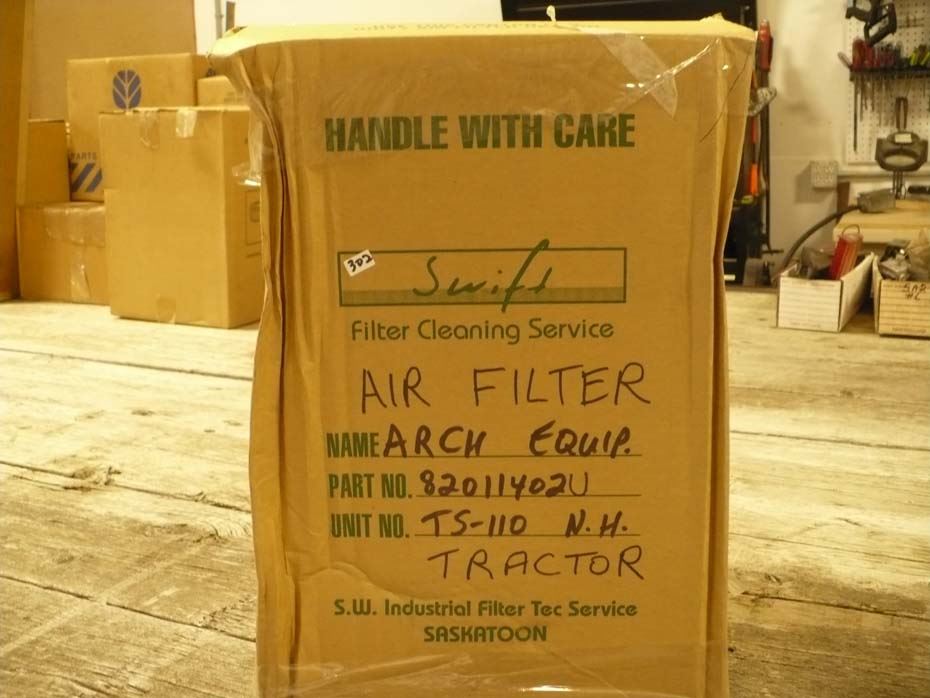 HANDLE WITH CARE
302
Swift
Filter Cleaning Service
AIR FILTER
NAME ARCH EQUIP.
PART NO. 82011402U
UNIT NO. TS-110 N.H.
TRACTOR
S.W. Industrial Filter Tec Service
SASKATOON
PARTS